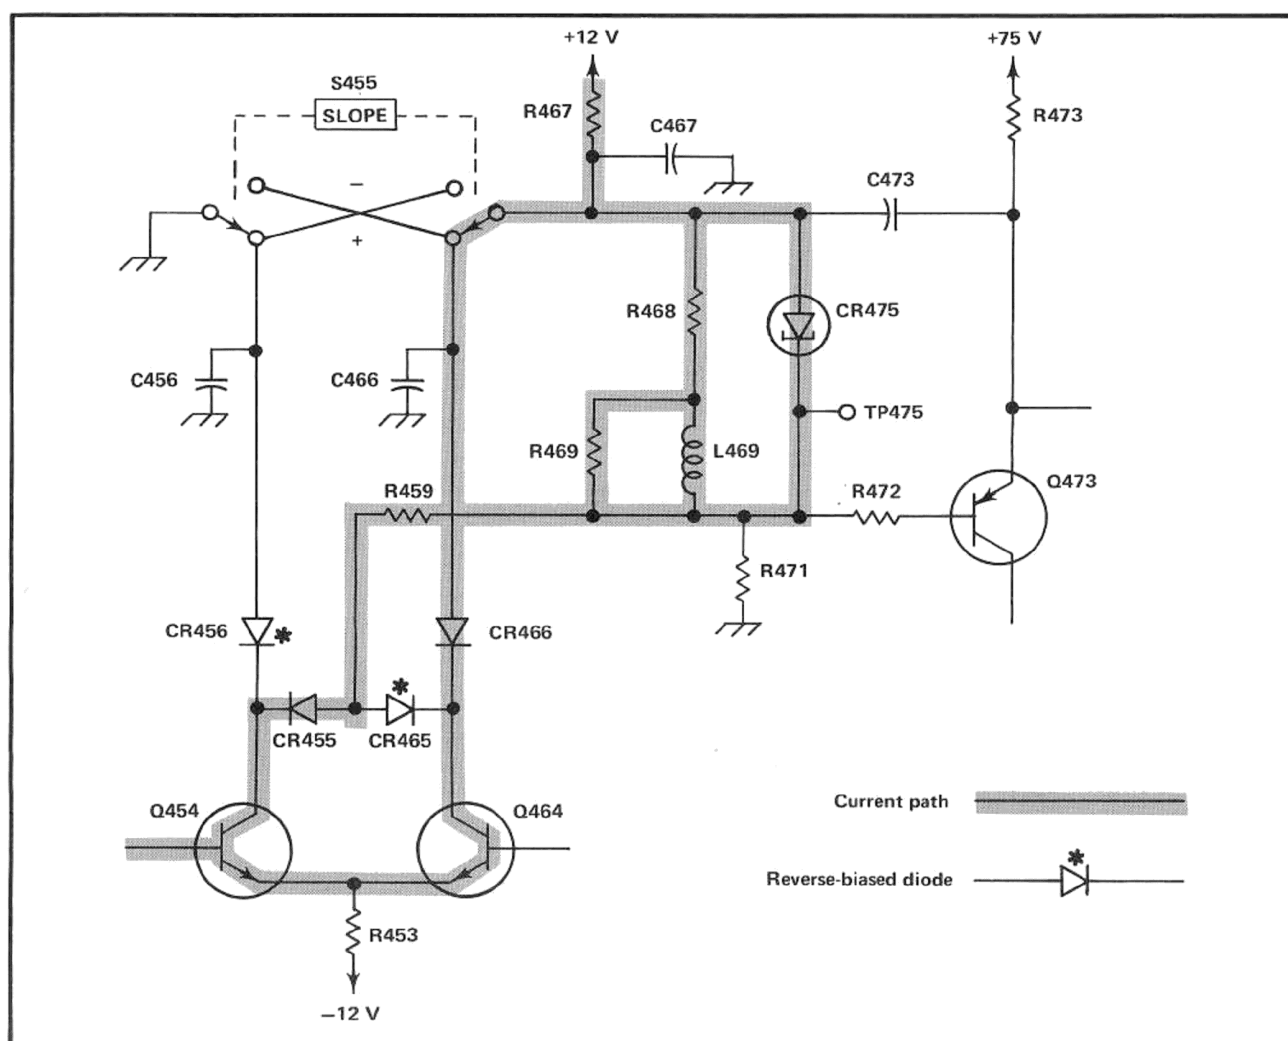 +12 V
+75 V
S455
SLOPE
R467
C467
R473
C473
−
+
R468
CR475
C456
C466
TP475
R469
L469
R459
R472
Q473
R471
CR456
*
CR466
*
CR455
CR465
Q454
Q464
Current path
*
Reverse-biased diode
R453
−12 V